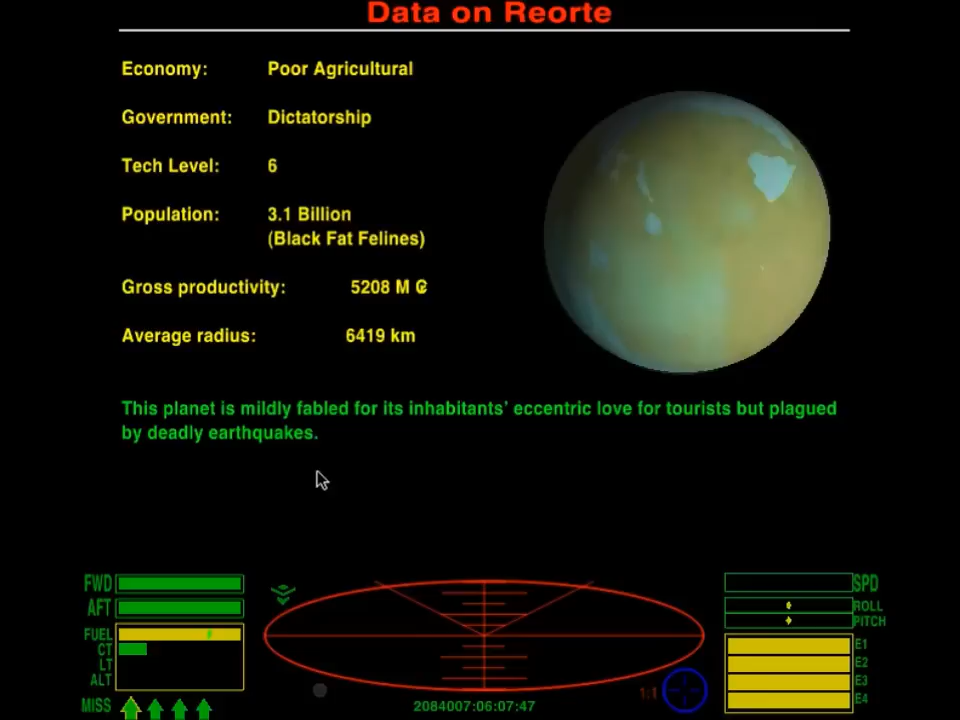 Data on Reorte
Economy: Poor Agricultural
Government: Dictatorship
Tech Level: 6
Population: 3.1 Billion
(Black Fat Felines)
Gross productivity: 5208 M ₢
Average radius: 6419 km
This planet is mildly fabled for its inhabitants' eccentric love for tourists but plagued
by deadly earthquakes.
FWD
AFT
FUEL
CT
LT
ALT
MISS
1:1
2084007:06:07:47
SPD
ROLL
PITCH
E1
E2
E3
E4